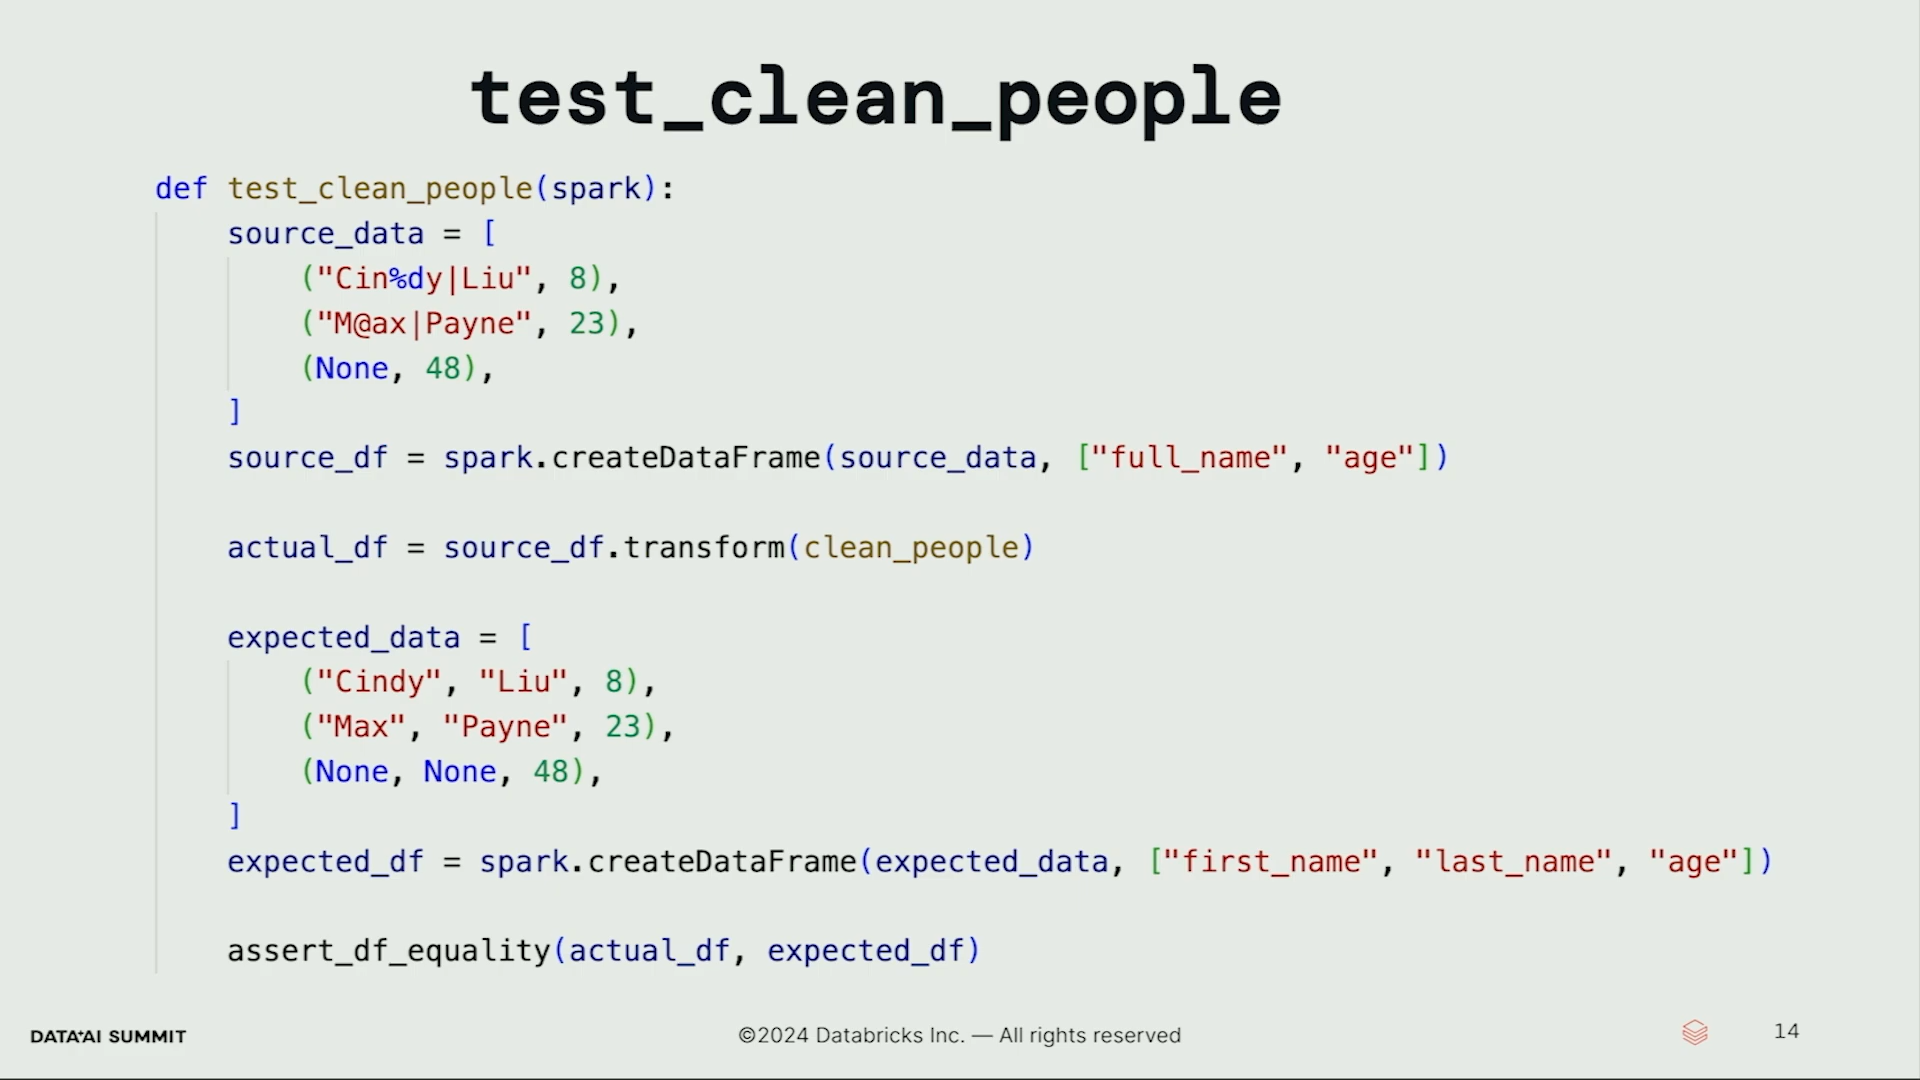 test_clean_people
def test_clean_people(spark):
    source_data = [
        ("Cin%dy|Liu", 8),
        ("M@ax|Payne", 23),
        (None, 48),
    ]
    source_df = spark.createDataFrame(source_data, ["full_name", "age"])
    actual_df = source_df.transform(clean_people)
    expected_data = [
        ("Cindy", "Liu", 8),
        ("Max", "Payne", 23),
        (None, None, 48),
    ]
    expected_df = spark.createDataFrame(expected_data, ["first_name", "last_name", "age"])
    assert_df_equality(actual_df, expected_df)
DATA+AI SUMMIT
©2024 Databricks Inc. — All rights reserved
14